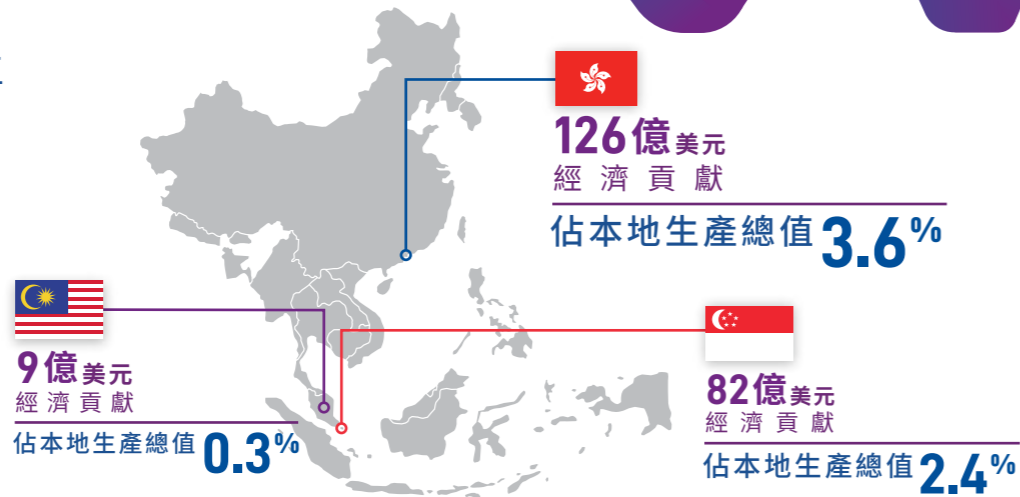 126億美元
經濟貢獻
佔本地生產總值3.6%
9億美元
經濟貢獻
佔本地生產總值0.3%
82億美元
經濟貢獻
佔本地生產總值2.4%